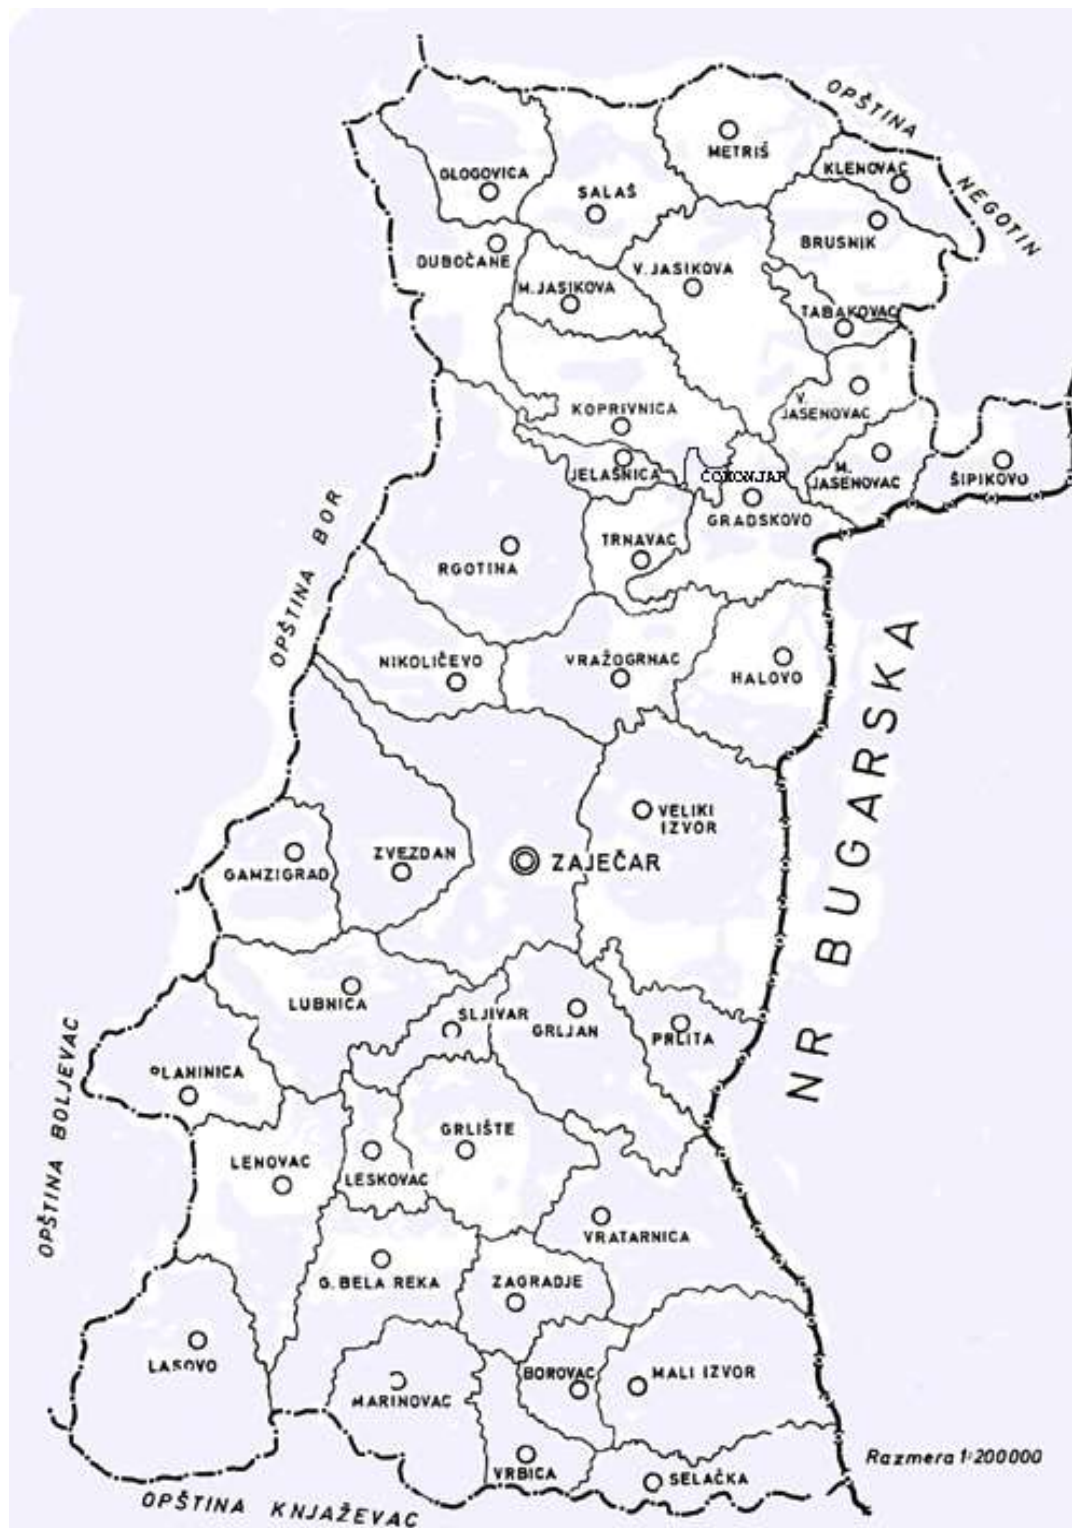 OPŠTINA
NEGOTIN
METRIŠ
KLENOVAC
GLOGOVICA
SALAŠ
BRUSNIK
DUBOČANE
V. JASIKOVA
M. JASIKOVA
TABAKOVAC
KOPRIVNICA
V.
JASENOVAC
JELAŠNICA
ČOKONJAR
M.
JASENOVAC
ŠIPIKOVO
GRADSKOVO
OPŠTINA BOR
TRNAVAC
RGOTINA
NIKOLIČEVO
VRAŽOGRNAC
HALOVO
NR BUGARSKA
VELIKI
IZVOR
ZVEZDAN
ZAJEČAR
GAMZIGRAD
LUBNICA
ŠLJIVAR
GRLJAN
PRLITA
OPŠTINA BOLJEVAC
PLANINICA
GRLIŠTE
LENOVAC
LESKOVAC
VRATARNICA
G. BELA REKA
ZAGRADJE
LASOVO
BOROVAC
MALI IZVOR
MARINOVAC
VRBICA
SELAČKA
Razmera 1:200000
OPŠTINA KNJAŽEVAC